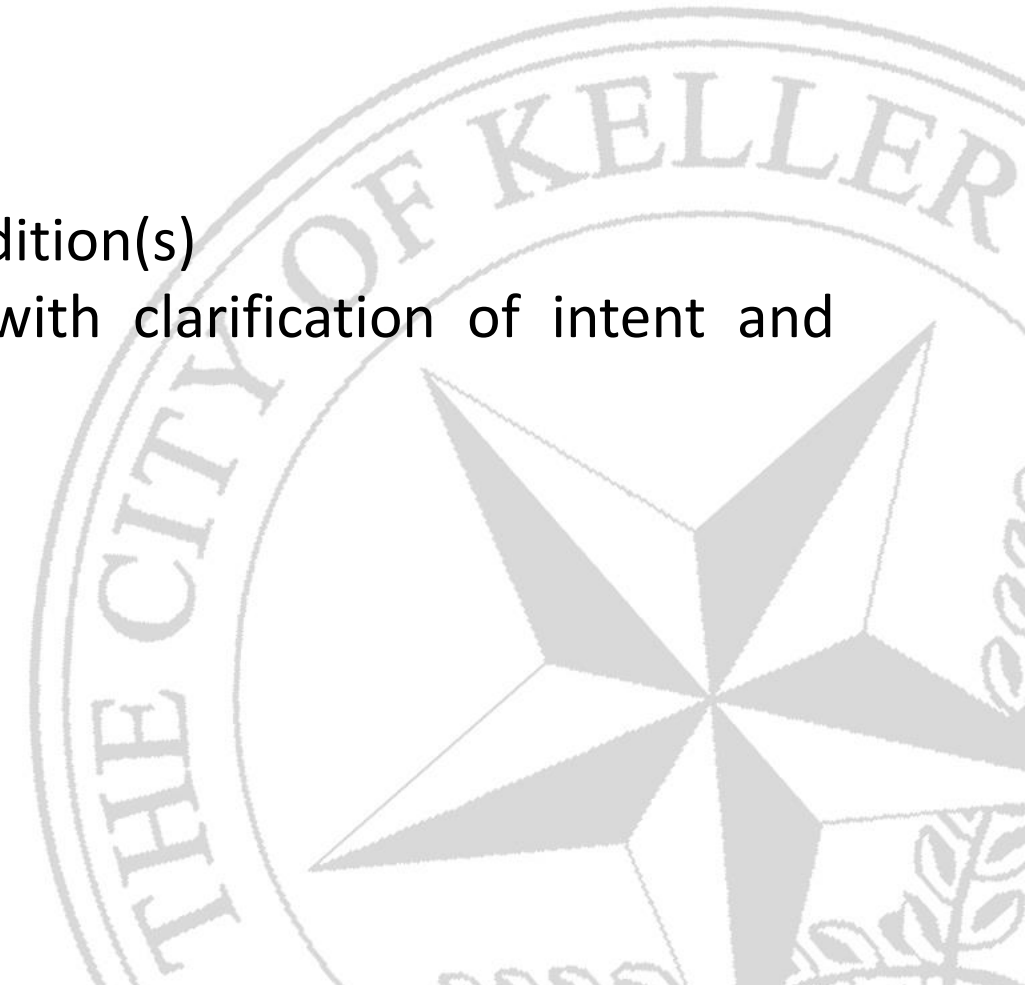 THE CITY OF KELLER
dition(s)
with clarification of intent and